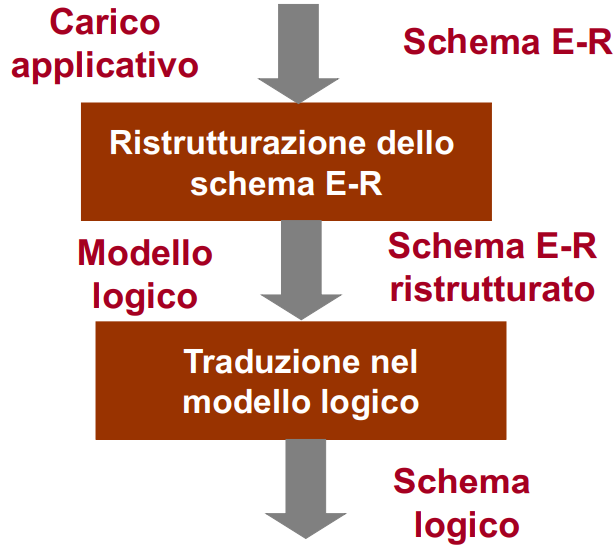 Carico
applicativo
Schema E-R
Ristrutturazione dello
schema E-R
Modello
logico
Schema E-R
ristrutturato
Traduzione nel
modello logico
Schema
logico